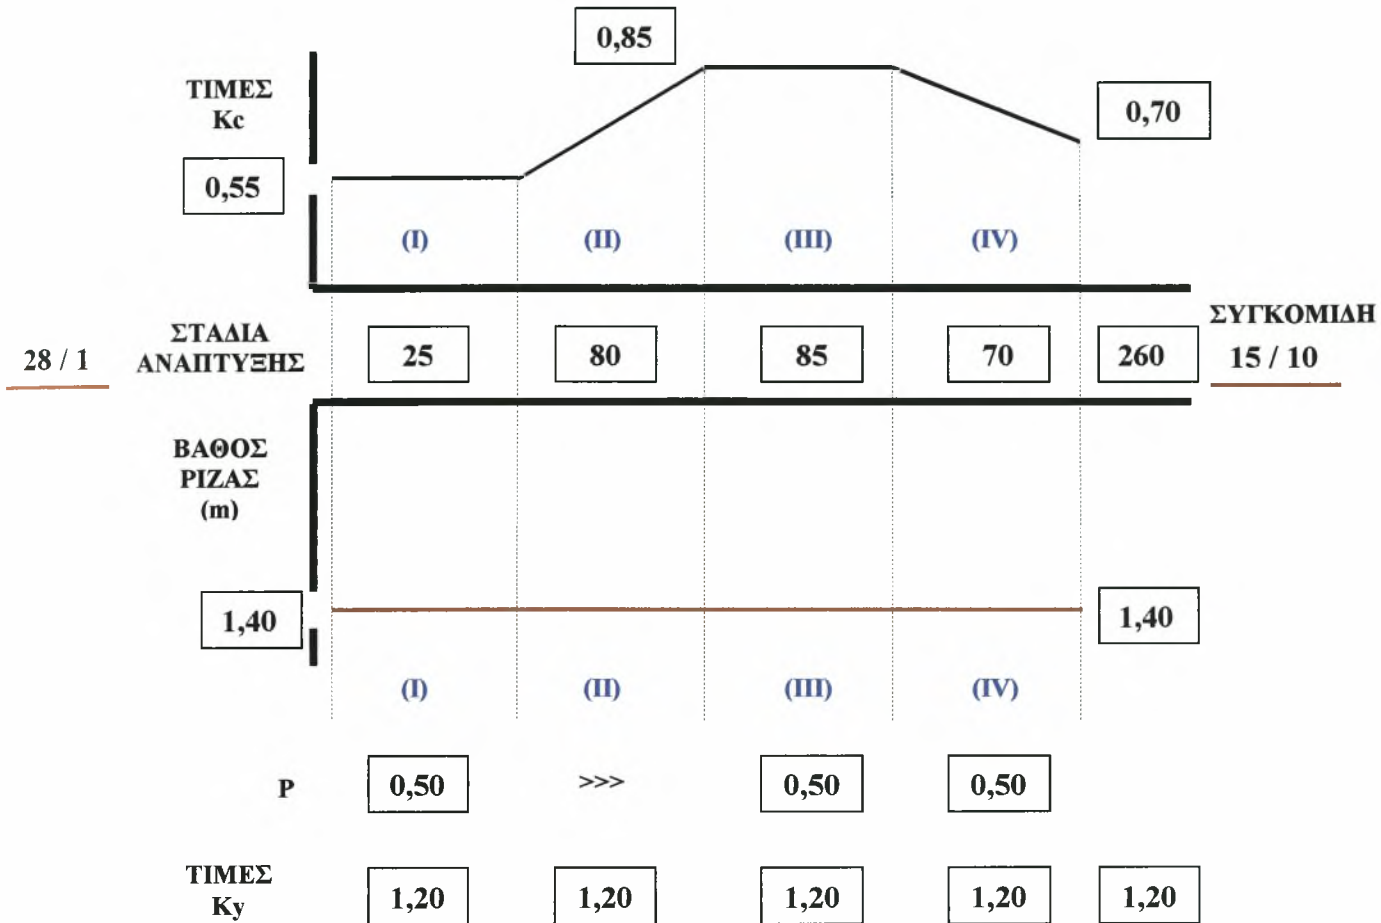 0,85
ΤΙΜΕΣ
Kc
0,70
0,55
(I) (II) (III) (IV)
28 / 1
ΣΤΑΔΙΑ
ΑΝΑΠΤΥΞΗΣ
25 80 85 70 260
ΣΥΓΚΟΜΙΔΗ
15 / 10
ΒΑΘΟΣ
ΡΙΖΑΣ
(m)
1,40 1,40
(I) (II) (III) (IV)
P 0,50 >>> 0,50 0,50
ΤΙΜΕΣ
Ky
1,20 1,20 1,20 1,20 1,20